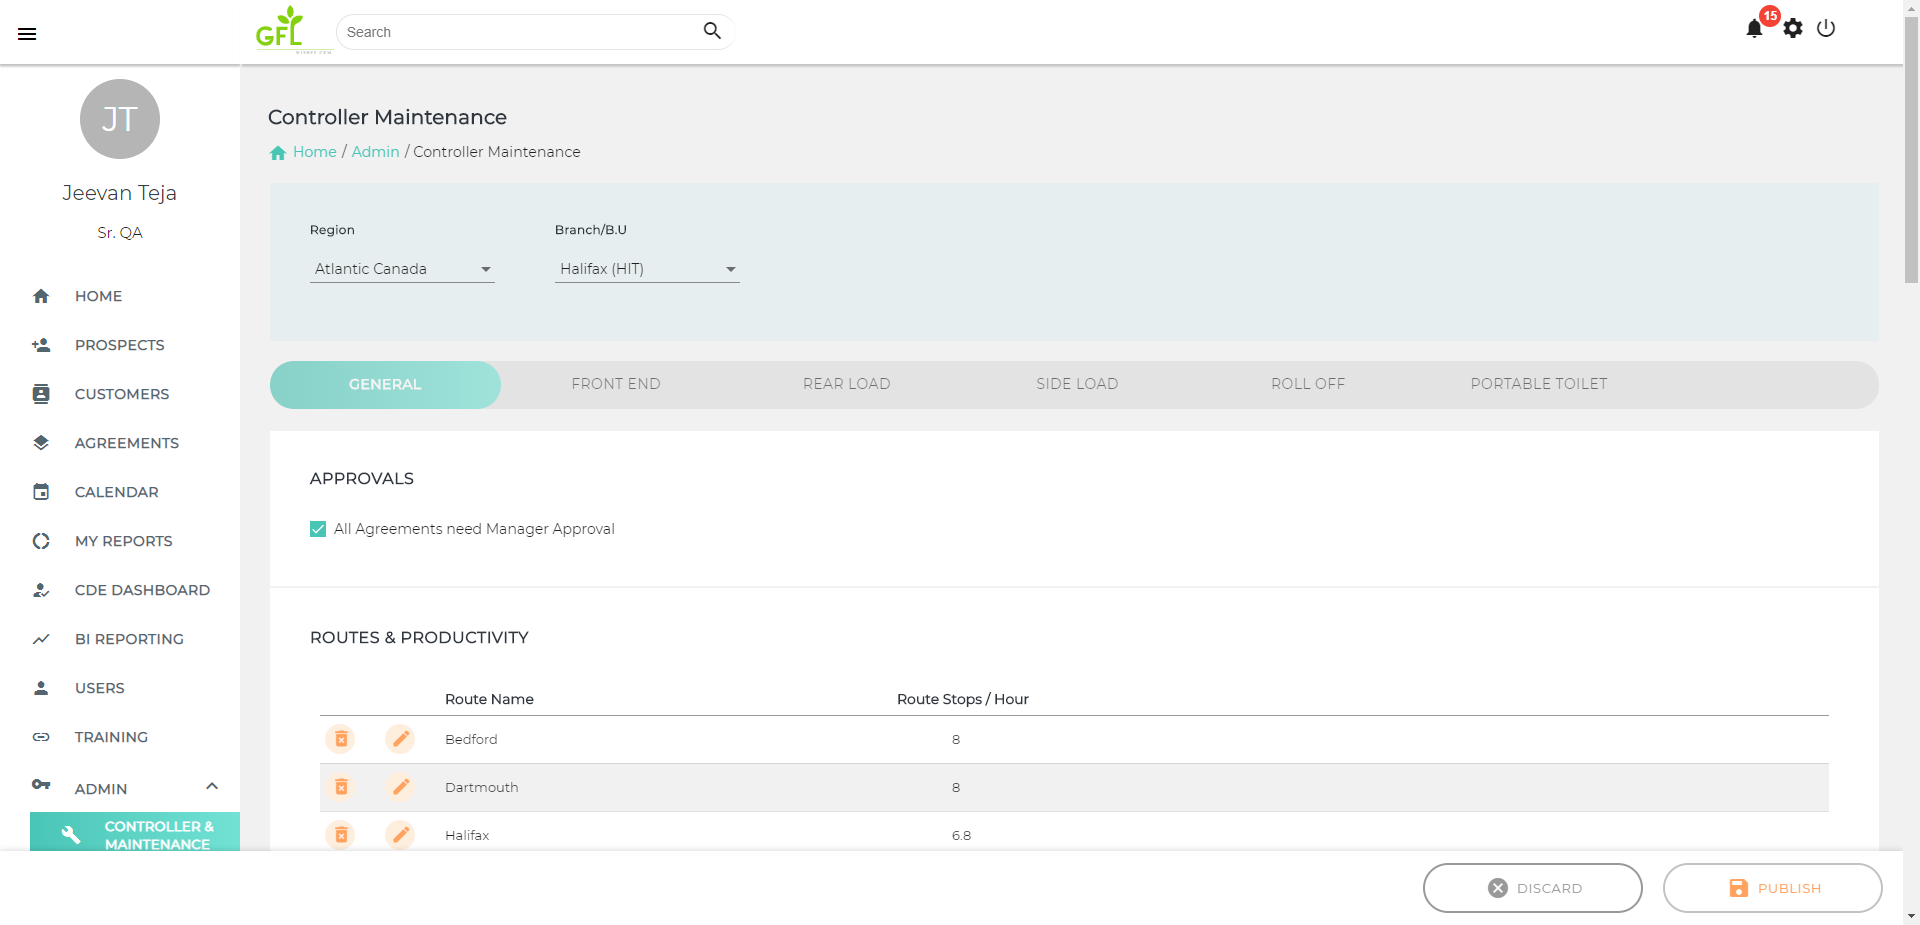 GFL
Search
15
JT
Jeevan Teja
Sr. QA
HOME
PROSPECTS
CUSTOMERS
AGREEMENTS
CALENDAR
MY REPORTS
CDE DASHBOARD
BI REPORTING
USERS
TRAINING
ADMIN
CONTROLLER &
MAINTENANCE
Controller Maintenance
Home / Admin / Controller Maintenance
Region
Branch/B.U
Atlantic Canada
Halifax (HIT)
GENERAL
FRONT END
REAR LOAD
SIDE LOAD
ROLL OFF
PORTABLE TOILET
APPROVALS
All Agreements need Manager Approval
ROUTES & PRODUCTIVITY
Route Name
Route Stops / Hour
Bedford 8
Dartmouth 8
Halifax 6.8
DISCARD
PUBLISH